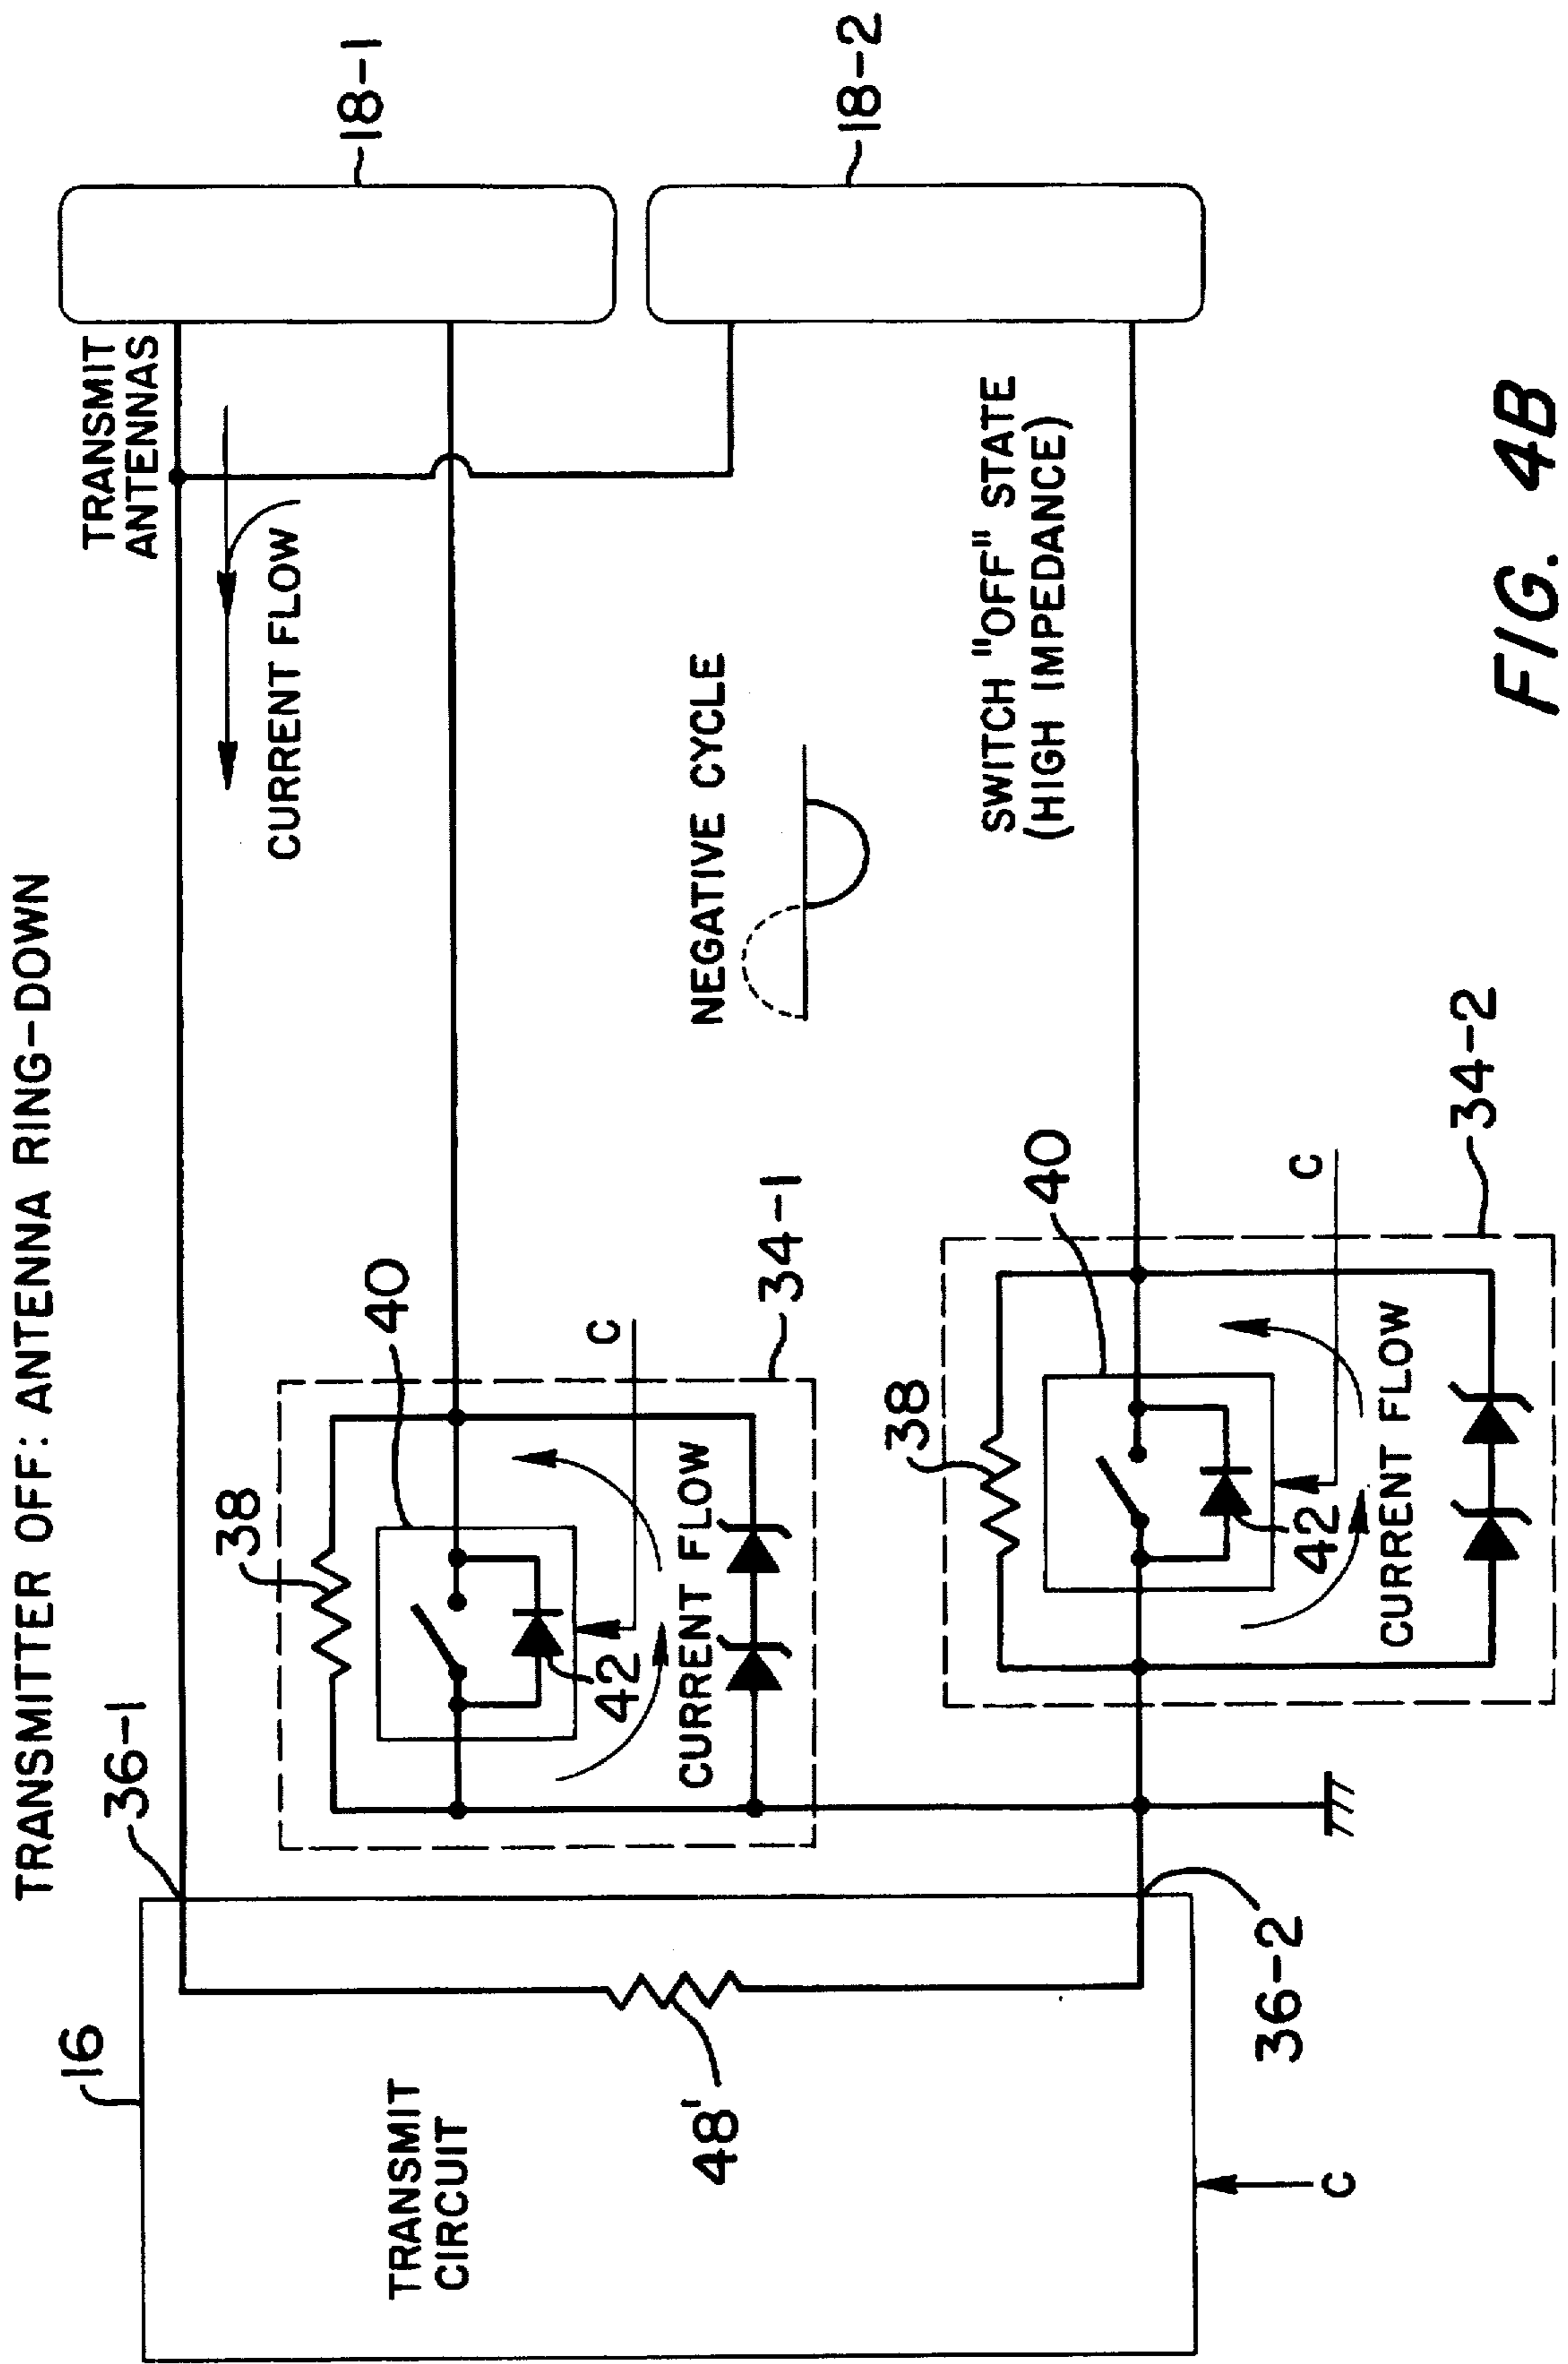 TRANSMITTER OFF: ANTENNA RING-DOWN
16
36-1
TRANSMIT
ANTENNAS
18-1
CURRENT FLOW
38
40
TRANSMIT
CIRCUIT
42
C
CURRENT FLOW
34-1
48'
NEGATIVE CYCLE
18-2
38
40
SWITCH "OFF" STATE
(HIGH IMPEDANCE)
36-2
42
C
C
CURRENT FLOW
34-2
FIG. 4B